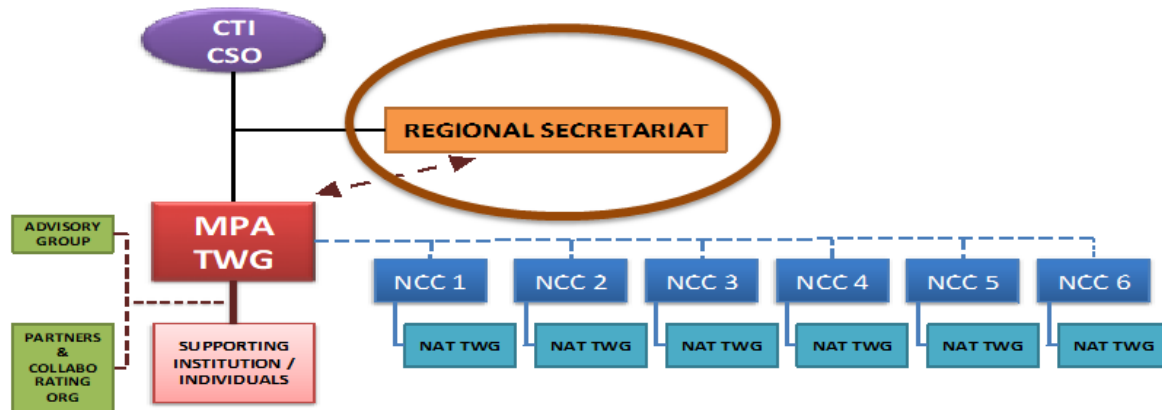 CTI
CSO
REGIONAL SECRETARIAT
MPA
TWG
ADVISORY
GROUP
PARTNERS
&
COLLABO
RATING
ORG
SUPPORTING
INSTITUTION /
INDIVIDUALS
NCC 1
NCC 2
NCC 3
NCC 4
NCC 5
NCC 6
NAT TWG
NAT TWG
NAT TWG
NAT TWG
NAT TWG
NAT TWG